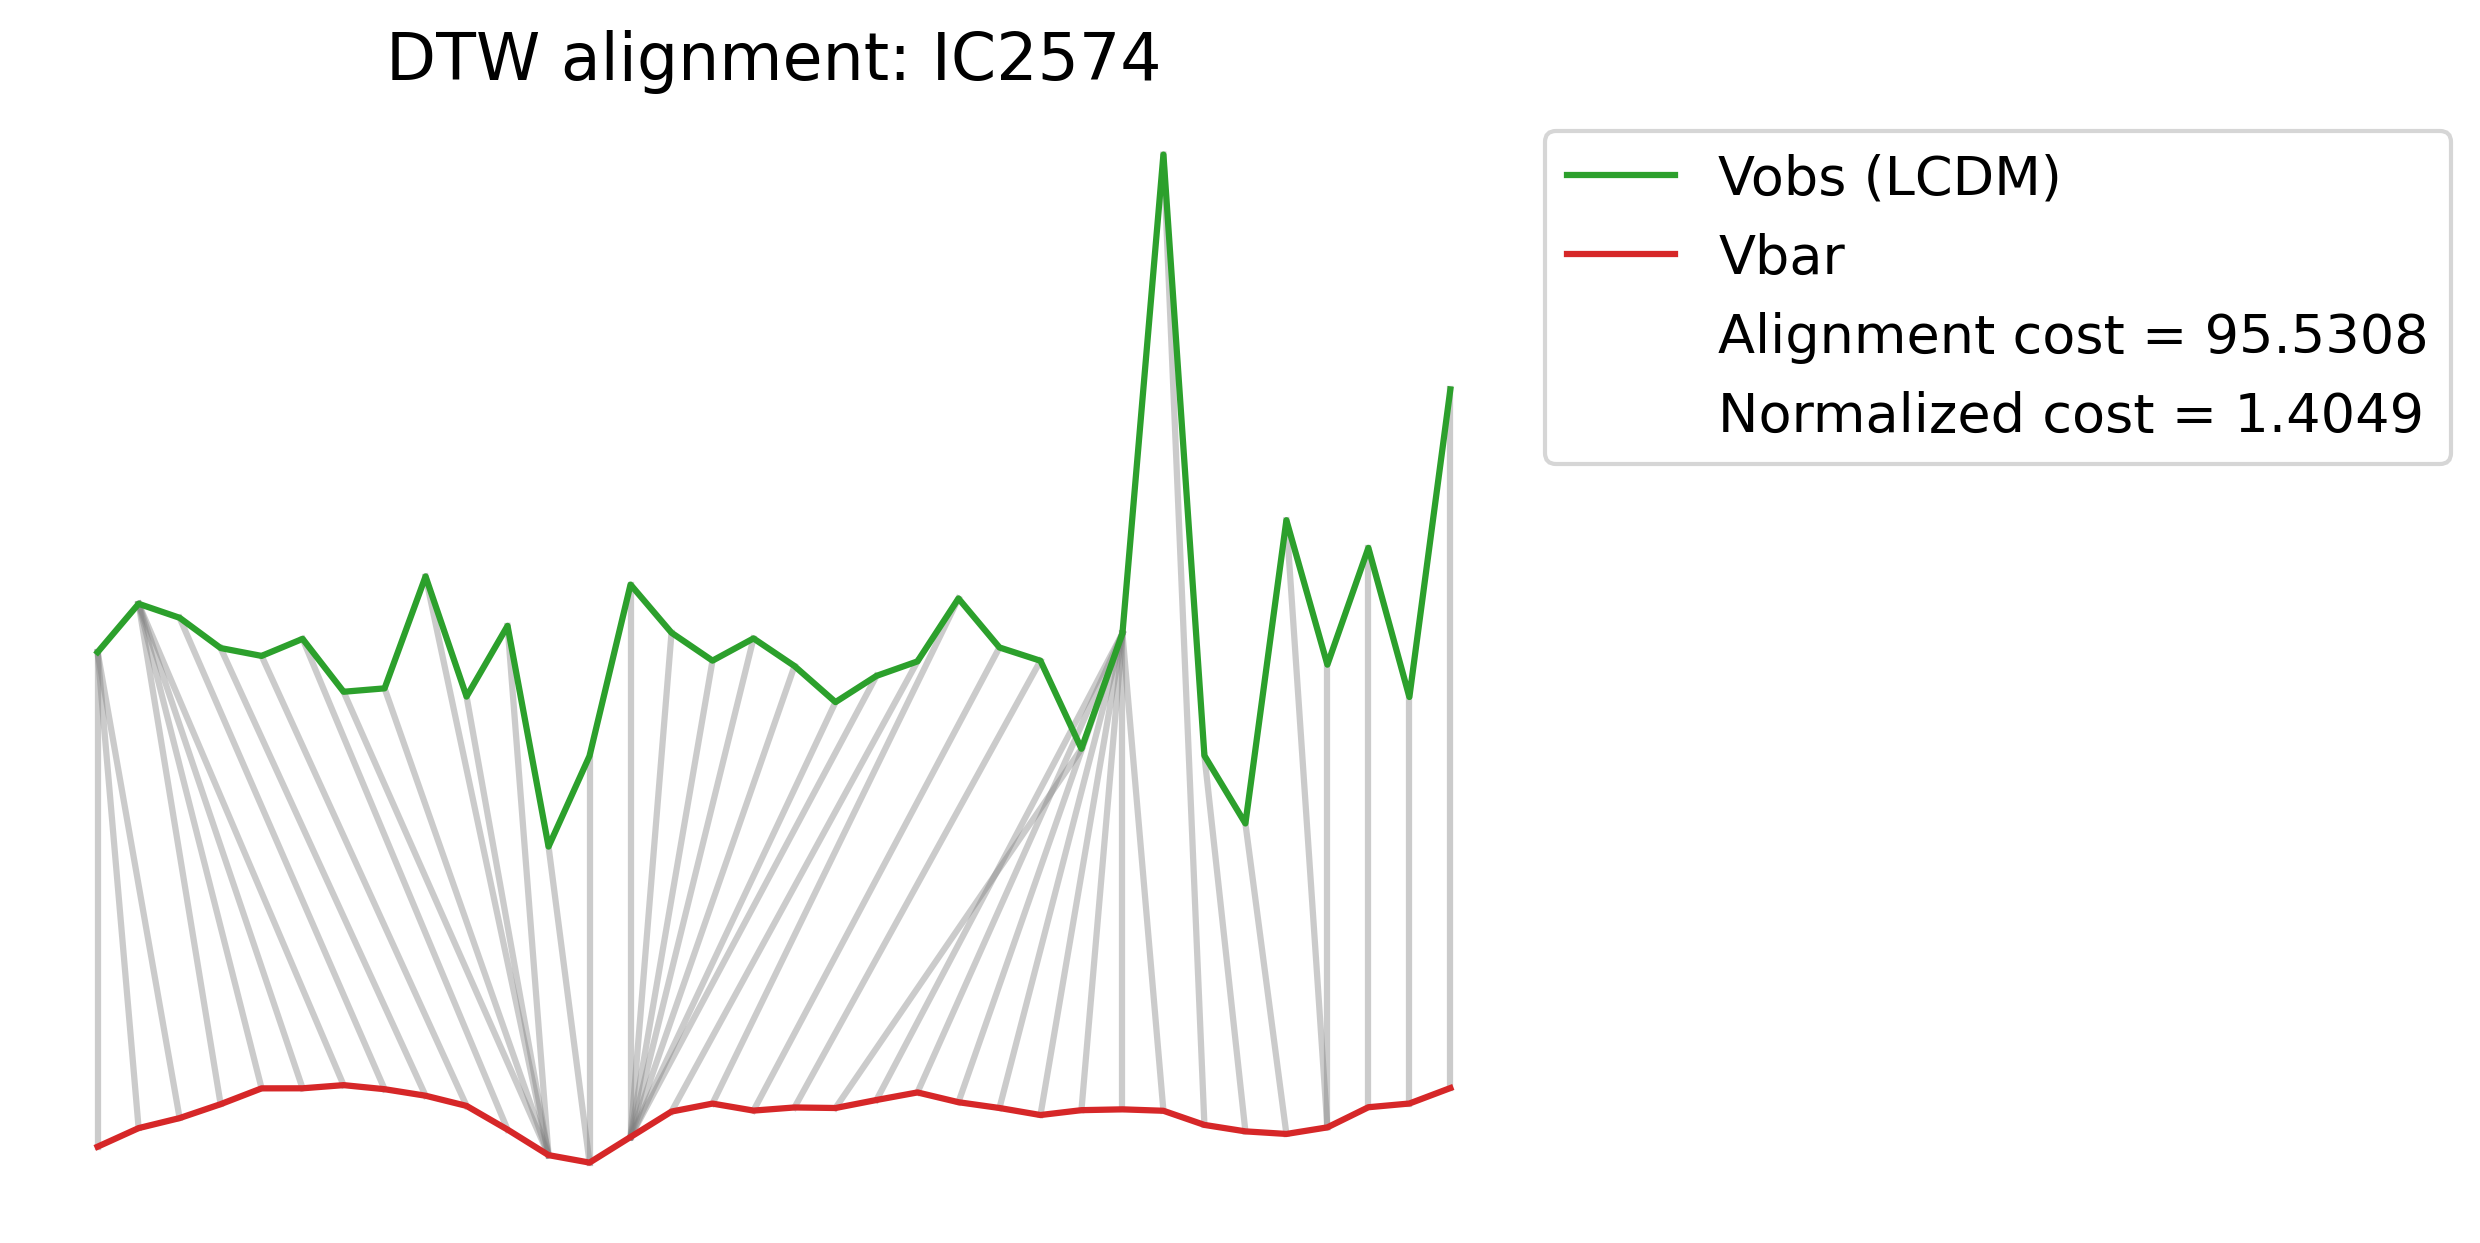 DTW alignment: IC2574
Vobs (LCDM)
Vbar
Alignment cost = 95.5308
Normalized cost = 1.4049